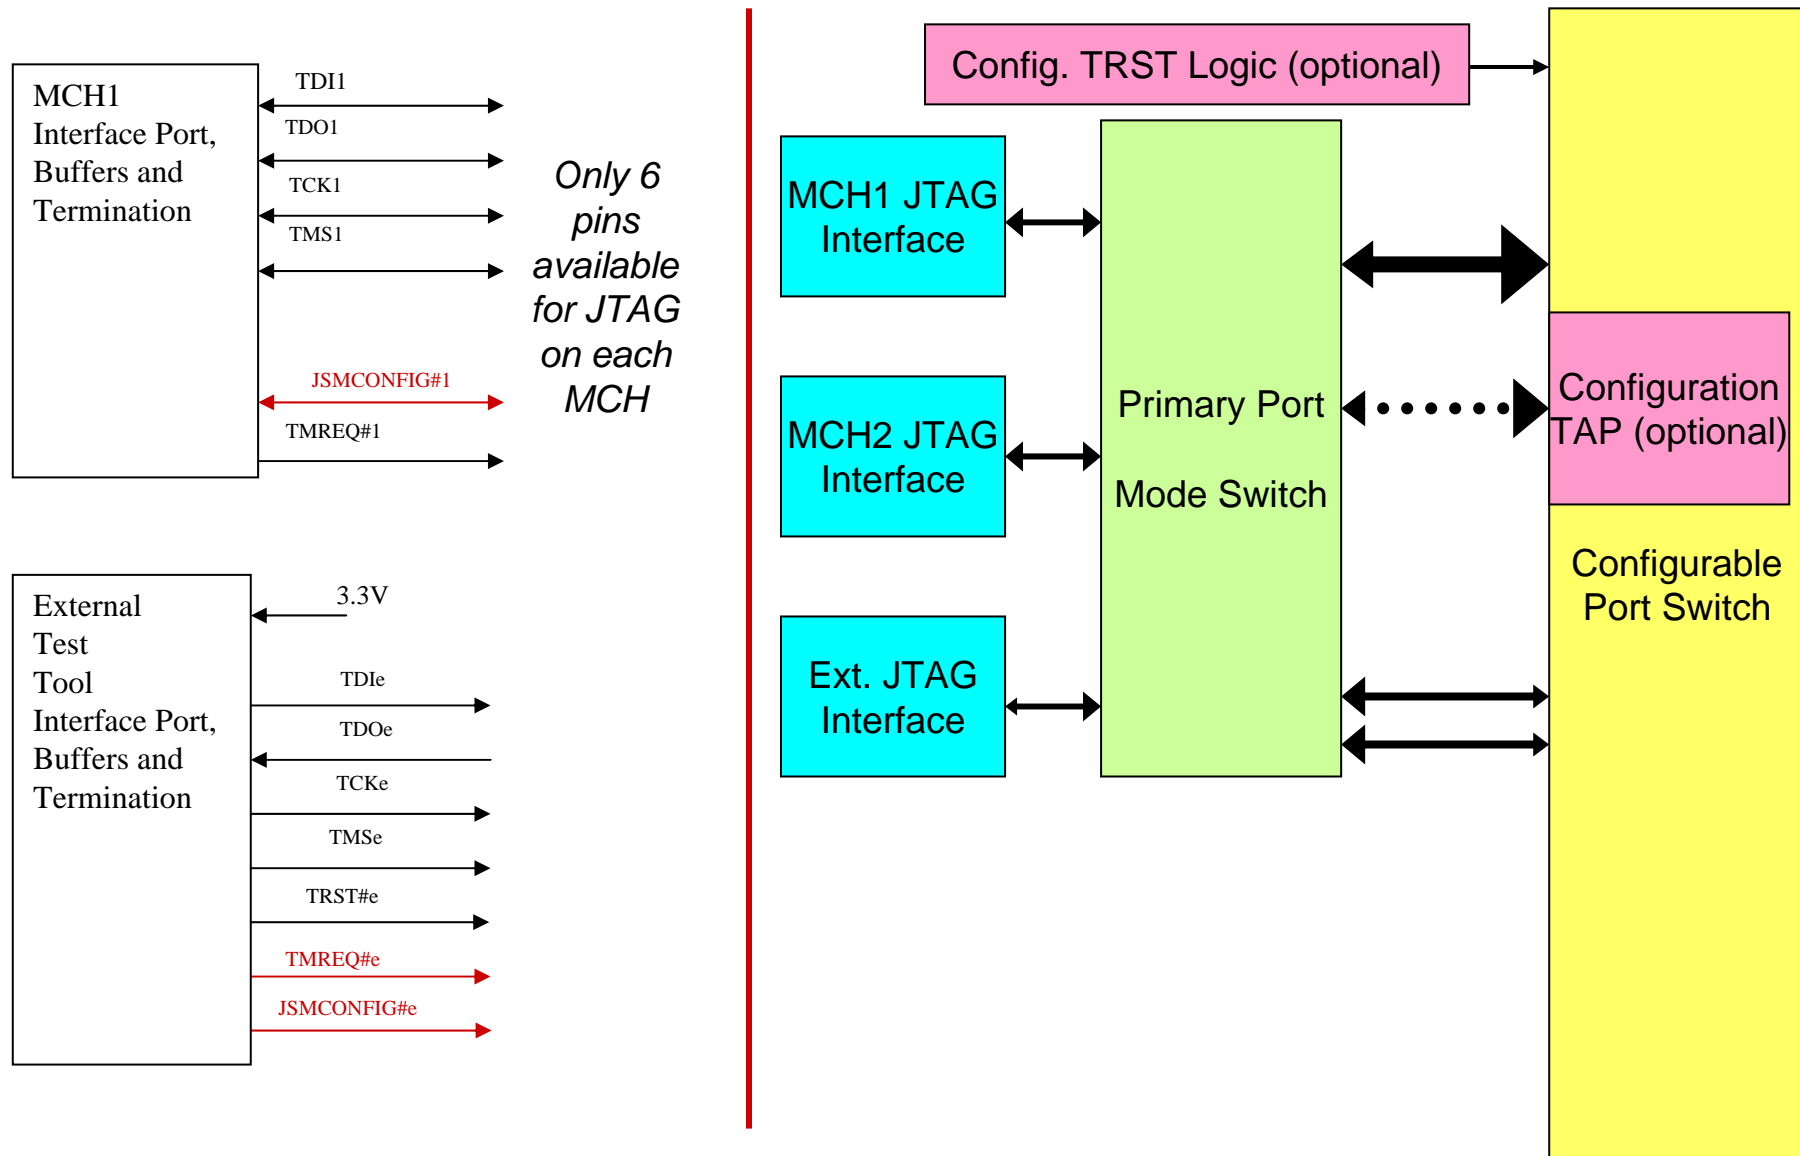 MCH1
Interface Port,
Buffers and
Termination
TDI1
TDO1
TCK1
TMS1
JSMCONFIG#1
TMREQ#1
Only 6
pins
available
for JTAG
on each
MCH
External
Test
Tool
Interface Port,
Buffers and
Termination
3.3V
TDIe
TDOe
TCKe
TMSe
TRST#e
TMREQ#e
JSMCONFIG#e
Config. TRST Logic (optional)
MCH1 JTAG
Interface
MCH2 JTAG
Interface
Ext. JTAG
Interface
Primary Port
Mode Switch
Configuration
TAP (optional)
Configurable
Port Switch